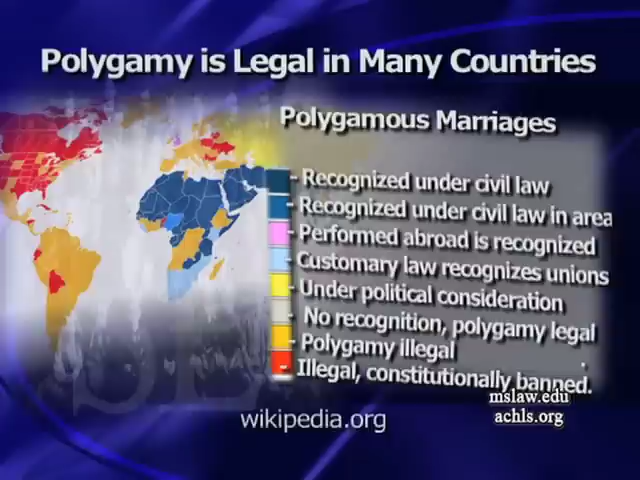 Polygamy is Legal in Many Countries
Polygamous Marriages
- Recognized under civil law
- Recognized under civil law in area
- Performed abroad is recognized
- Customary law recognizes unions
- Under political consideration
- No recognition, polygamy legal
- Polygamy illegal
- Illegal, constitutionally banned.
mslaw.edu
achls.org
wikipedia.org